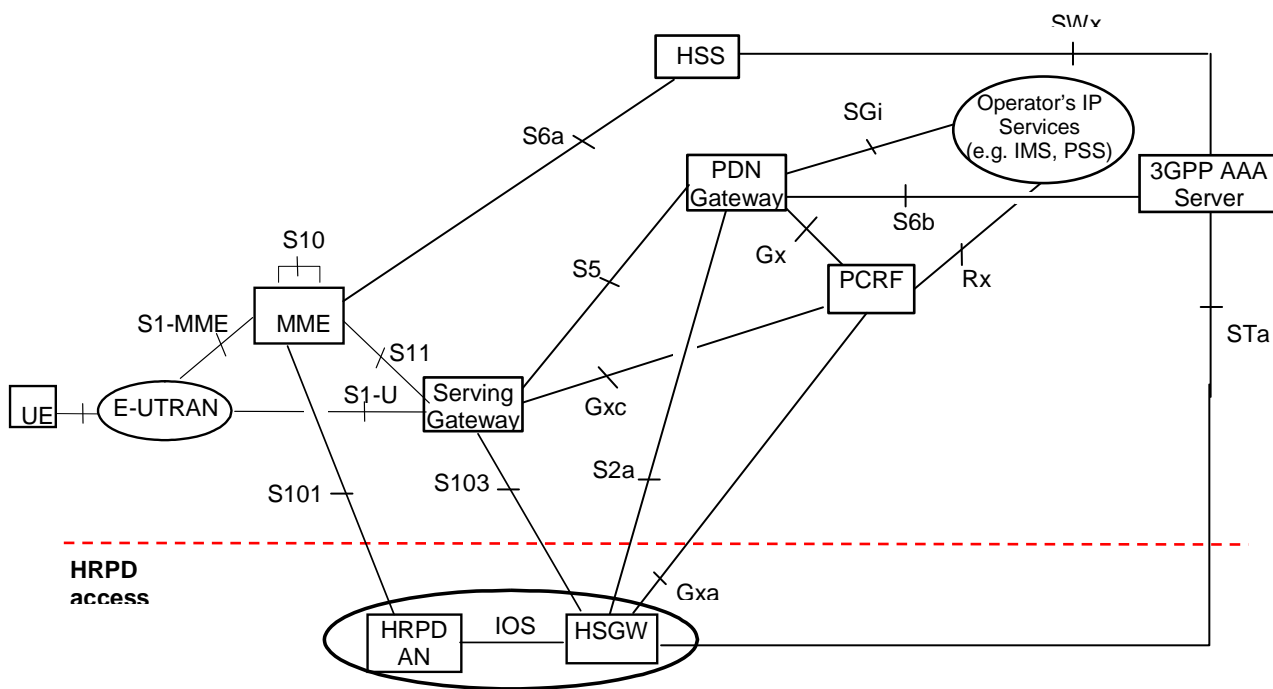 SWx
HSS
Operator's IP
Services
(e.g. IMS, PSS)
SGi
S6a
PDN
Gateway
3GPP AAA
Server
S6b
S10
Gx
S5
PCRF
Rx
MME
S1-MME
STa
S11
S1-U
Serving
Gateway
Gxc
UE
E-UTRAN
S2a
S101
S103
HRPD
access
Gxa
IOS
HRPD
AN
HSGW